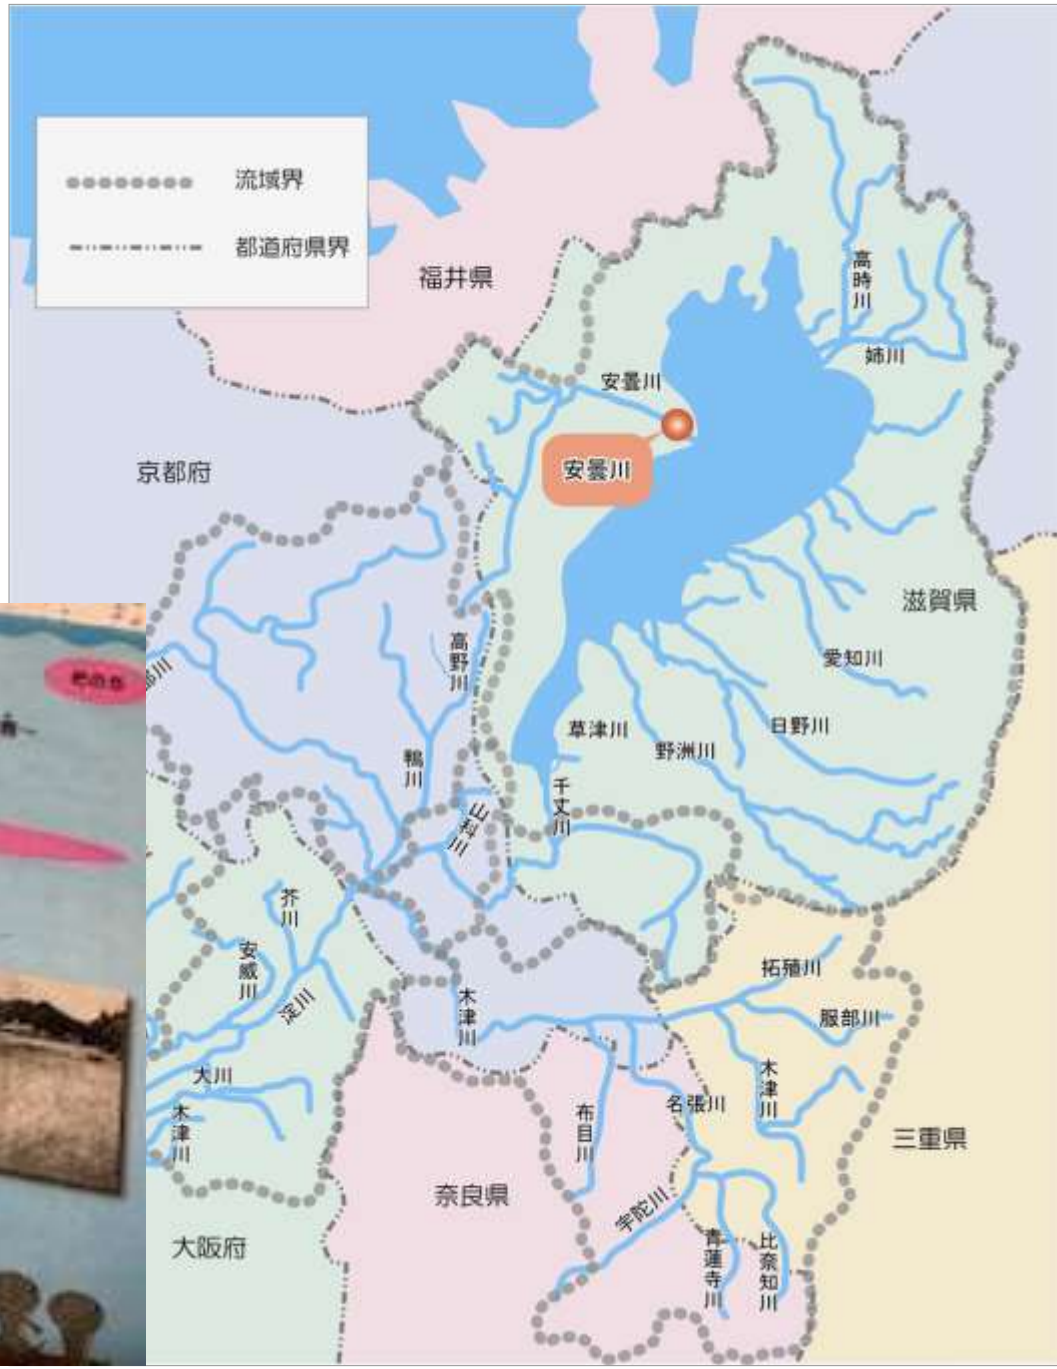 流域界
都道府県界
福井県
高時川
姉川
安曇川
安曇川
京都府
滋賀県
高野川
愛知川
草津川
日野川
野洲川
鴨川
千丈川
山科川
芥川
安威川
淀川
拓殖川
木津川
服部川
大川
木津川
木津川
名張川
布目川
三重県
奈良県
宇陀川
大阪府
青蓮寺川
比奈知川